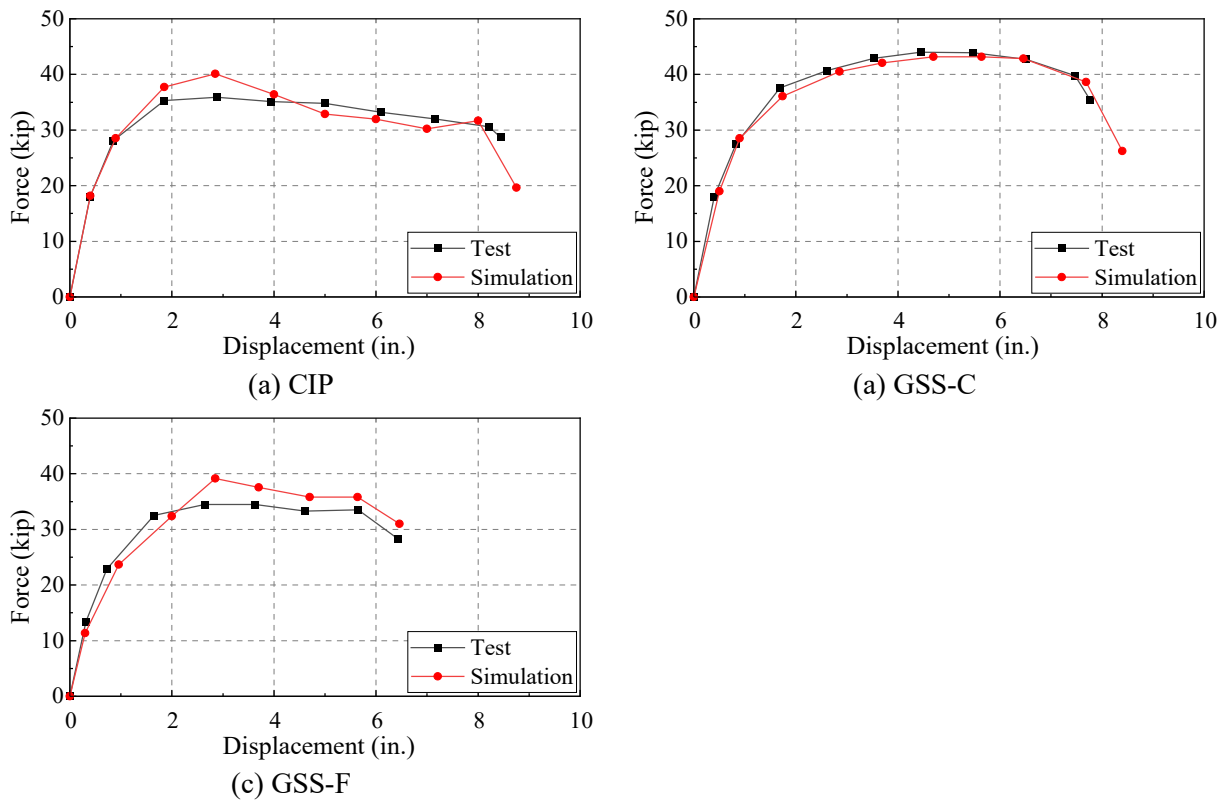 50
40
30
20
10
0
Force (kip)
Test
Simulation
0 2 4 6 8 10
Displacement (in.)
(a) CIP
50
40
30
20
10
0
Force (kip)
Test
Simulation
0 2 4 6 8 10
Displacement (in.)
(a) GSS-C
50
40
30
20
10
0
Force (kip)
Test
Simulation
0 2 4 6 8 10
Displacement (in.)
(c) GSS-F